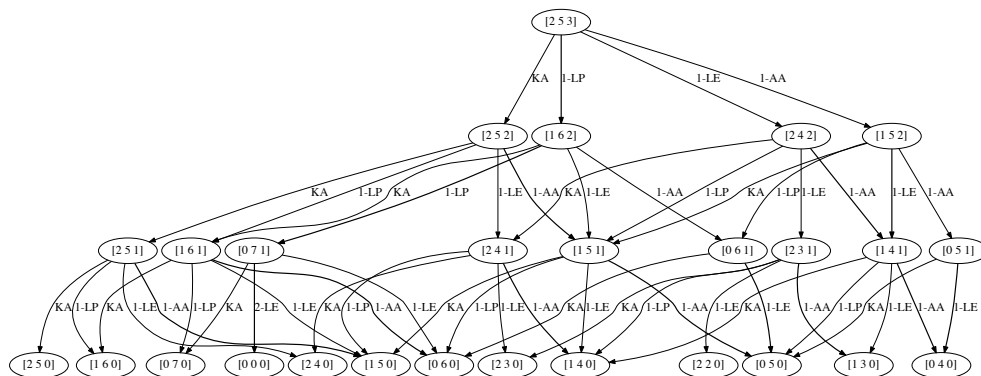 [2 5 3]
KA 1-LP 1-LE 1-AA
[2 5 2] [1 6 2] [2 4 2] [1 5 2]
KA 1-LP KA 1-LP 1-LE 1-AA KA 1-LE 1-AA 1-LP KA 1-LP 1-LE 1-AA 1-LE 1-AA
[2 5 1] [1 6 1] [0 7 1] [2 4 1] [1 5 1] [0 6 1] [2 3 1] [1 4 1] [0 5 1]
KA 1-LP KA 1-LE 1-AA 1-LP KA 2-LE 1-LE KA 1-LP 1-AA 1-LE KA 1-LP 1-LE 1-AA KA 1-LE KA 1-LP 1-AA 1-LE KA 1-LE 1-AA 1-LP KA 1-LE 1-AA 1-LE
[2 5 0] [1 6 0] [0 7 0] [0 0 0] [2 4 0] [1 5 0] [0 6 0] [2 3 0] [1 4 0] [2 2 0] [0 5 0] [1 3 0] [0 4 0]